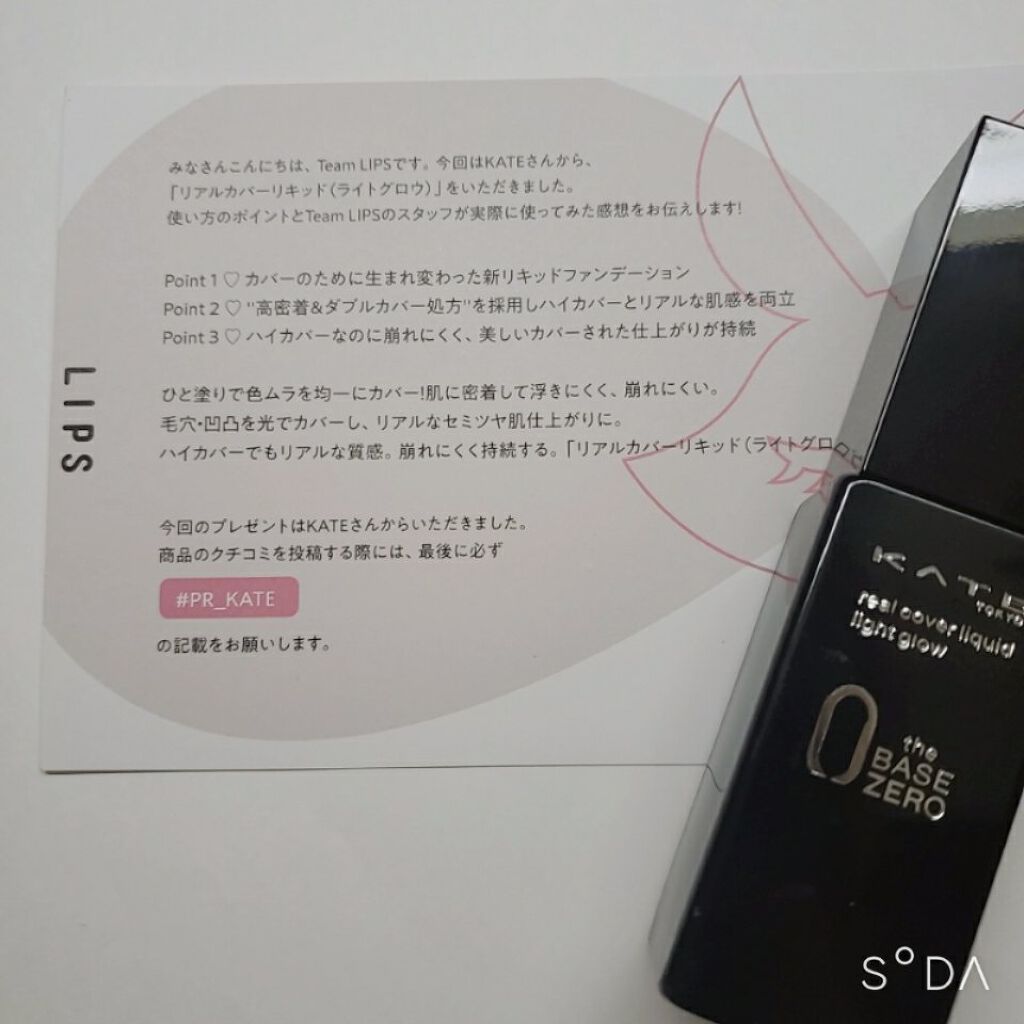 みなさんこんにちは、Team LIPSです。今回はKATEさんから、
「リアルカバーリキッド(ライトグロウ)」をいただきました。
使い方のポイントとTeam LIPSのスタッフが実際に使ってみた感想をお伝えします!
Point 1 ♡ カバーのために生まれ変わった新リキッドファンデーション
Point 2 ♡ "高密着&ダブルカバー処方"を採用しハイカバーとリアルな肌感を両立
Point 3 ♡ ハイカバーなのに崩れにくく、美しいカバーされた仕上がりが持続
ひと塗りで色ムラを均一にカバー!肌に密着して浮きにくく、崩れにくい。
毛穴・凹凸を光でカバーし、リアルなセミツヤ肌仕上がりに。
ハイカバーでもリアルな質感。崩れにくく持続する。「リアルカバーリキッド(ライトグロ
今回のプレゼントはKATEさんからいただきました。
商品のクチコミを投稿する際には、最後に必ず
#PR_KATE
の記載をお願いします。
LIPS
KATE
TOKYO
real cover liquid
light glow
0 the
BASE
ZERO
S°DA